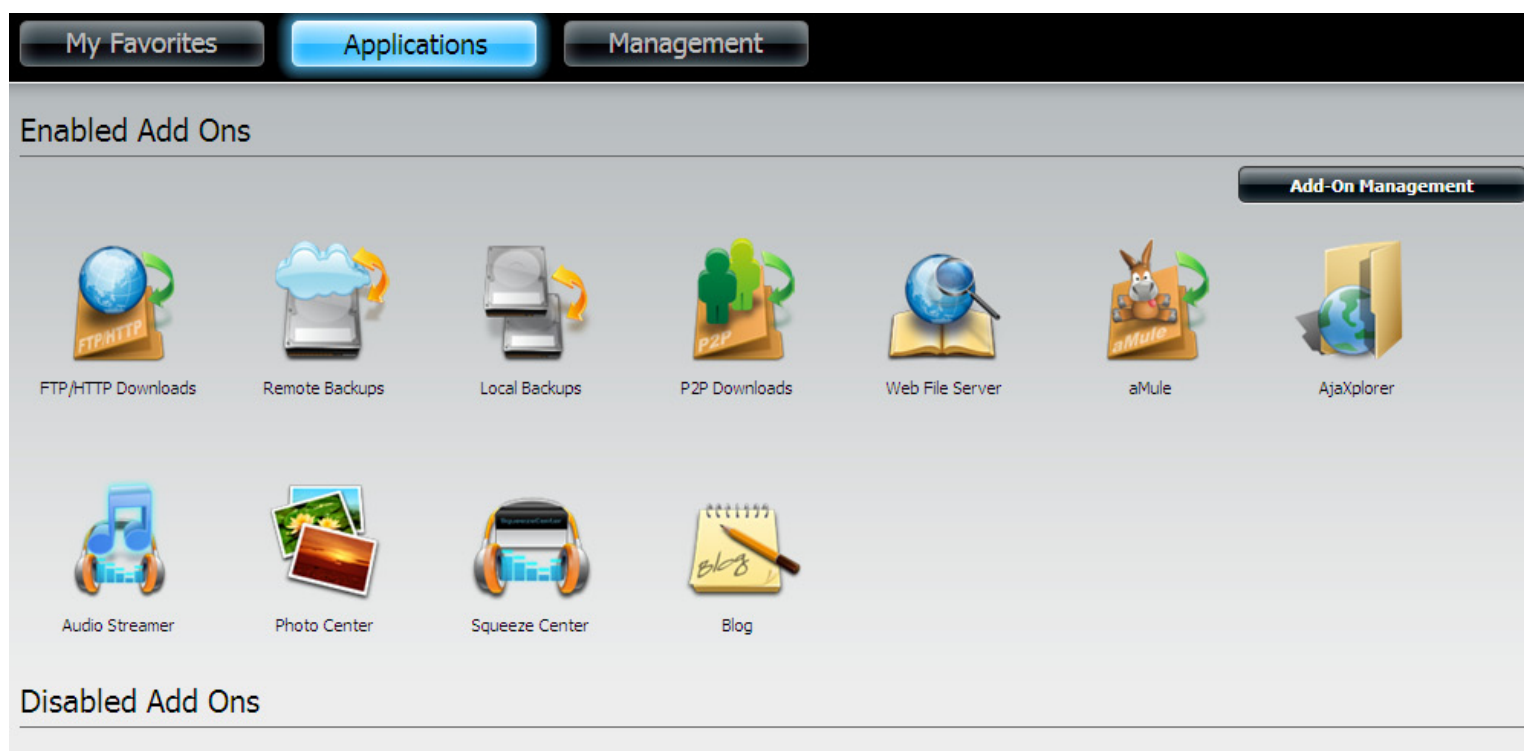 My Favorites Applications Management
Enabled Add Ons
Add-On Management
FTP/HTTP
P2P
aMule
FTP/HTTP Downloads Remote Backups Local Backups P2P Downloads Web File Server aMule AjaXplorer
SqueezeCenter
Blog
Audio Streamer Photo Center Squeeze Center Blog
Disabled Add Ons